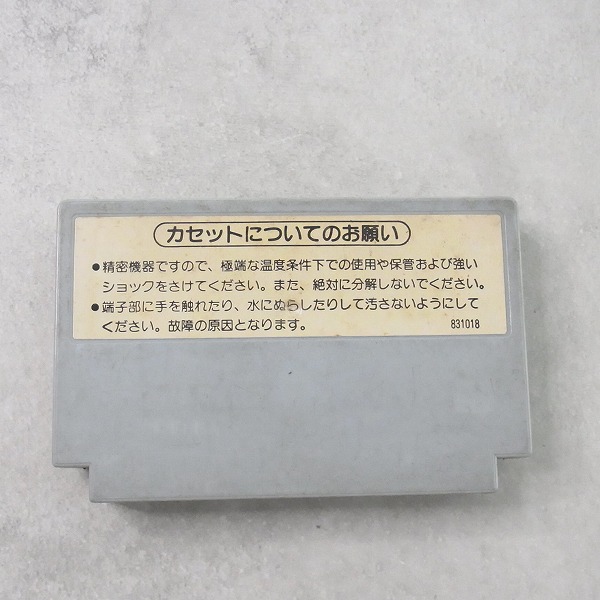 カセットについてのお願い
●精密機器ですので、極端な温度条件下での使用や保管および強い
ショックをさけてください。また、絶対に分解しないでください。
●端子部に手を触れたり、水にぬらしたりして汚さないようにして
ください。故障の原因となります。
831018